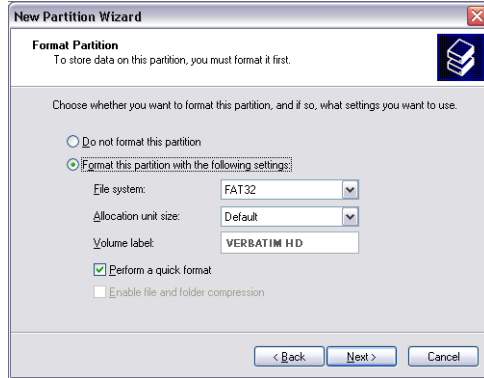 New Partition Wizard
Format Partition
To store data on this partition, you must format it first.
Choose whether you want to format this partition, and if so, what settings you want to use.
Do not format this partition
Format this partition with the following settings:
File system: FAT32
Allocation unit size: Default
Volume label: VERBATIM HD
Perform a quick format
Enable file and folder compression
< Back Next > Cancel